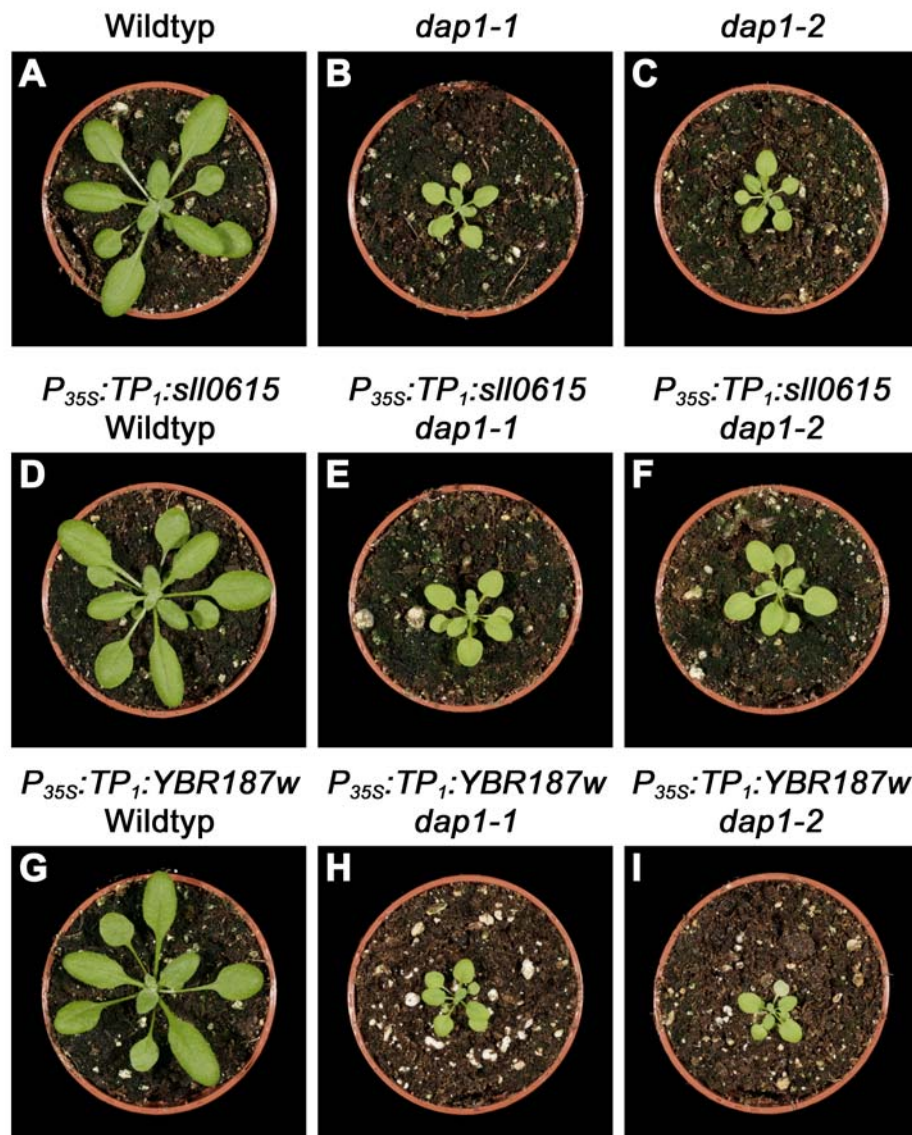 Wildtyp dap1-1 dap1-2
A B C
P35S:TP1:sll0615 P35S:TP1:sll0615 P35S:TP1:sll0615
Wildtyp dap1-1 dap1-2
D E F
P35S:TP1:YBR187w P35S:TP1:YBR187w P35S:TP1:YBR187w
Wildtyp dap1-1 dap1-2
G H I